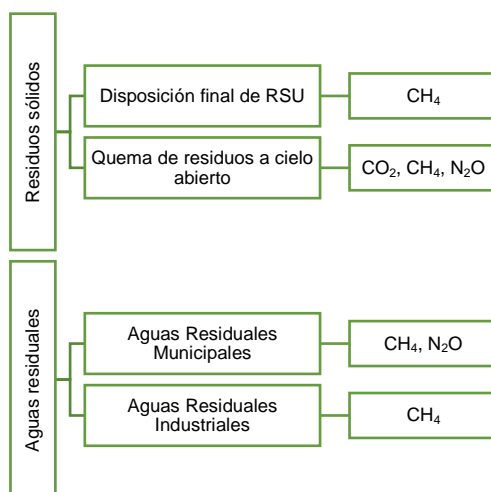 Residuos sólidos
Disposición final de RSU
CH₄
Quema de residuos a cielo
abierto
CO₂, CH₄, N₂O
Aguas residuales
Aguas Residuales
Municipales
CH₄, N₂O
Aguas Residuales
Industriales
CH₄